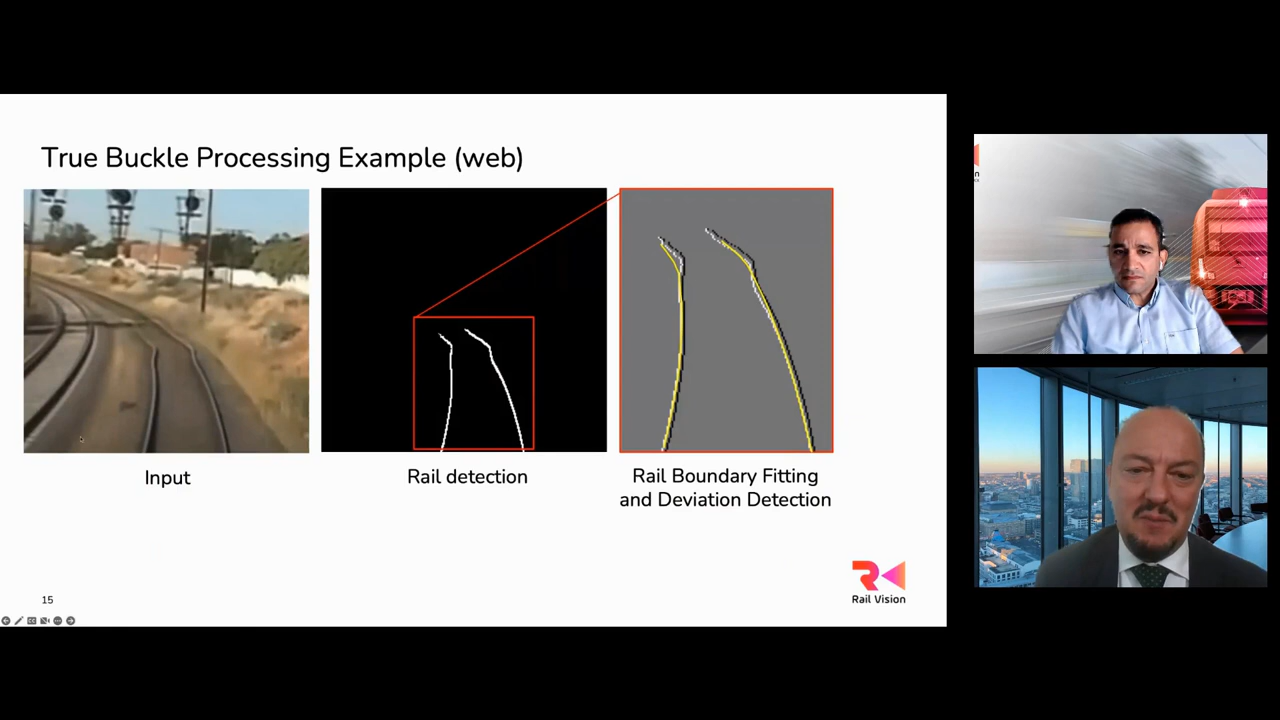 True Buckle Processing Example (web)
Input
Rail detection
Rail Boundary Fitting
and Deviation Detection
15
Rail Vision